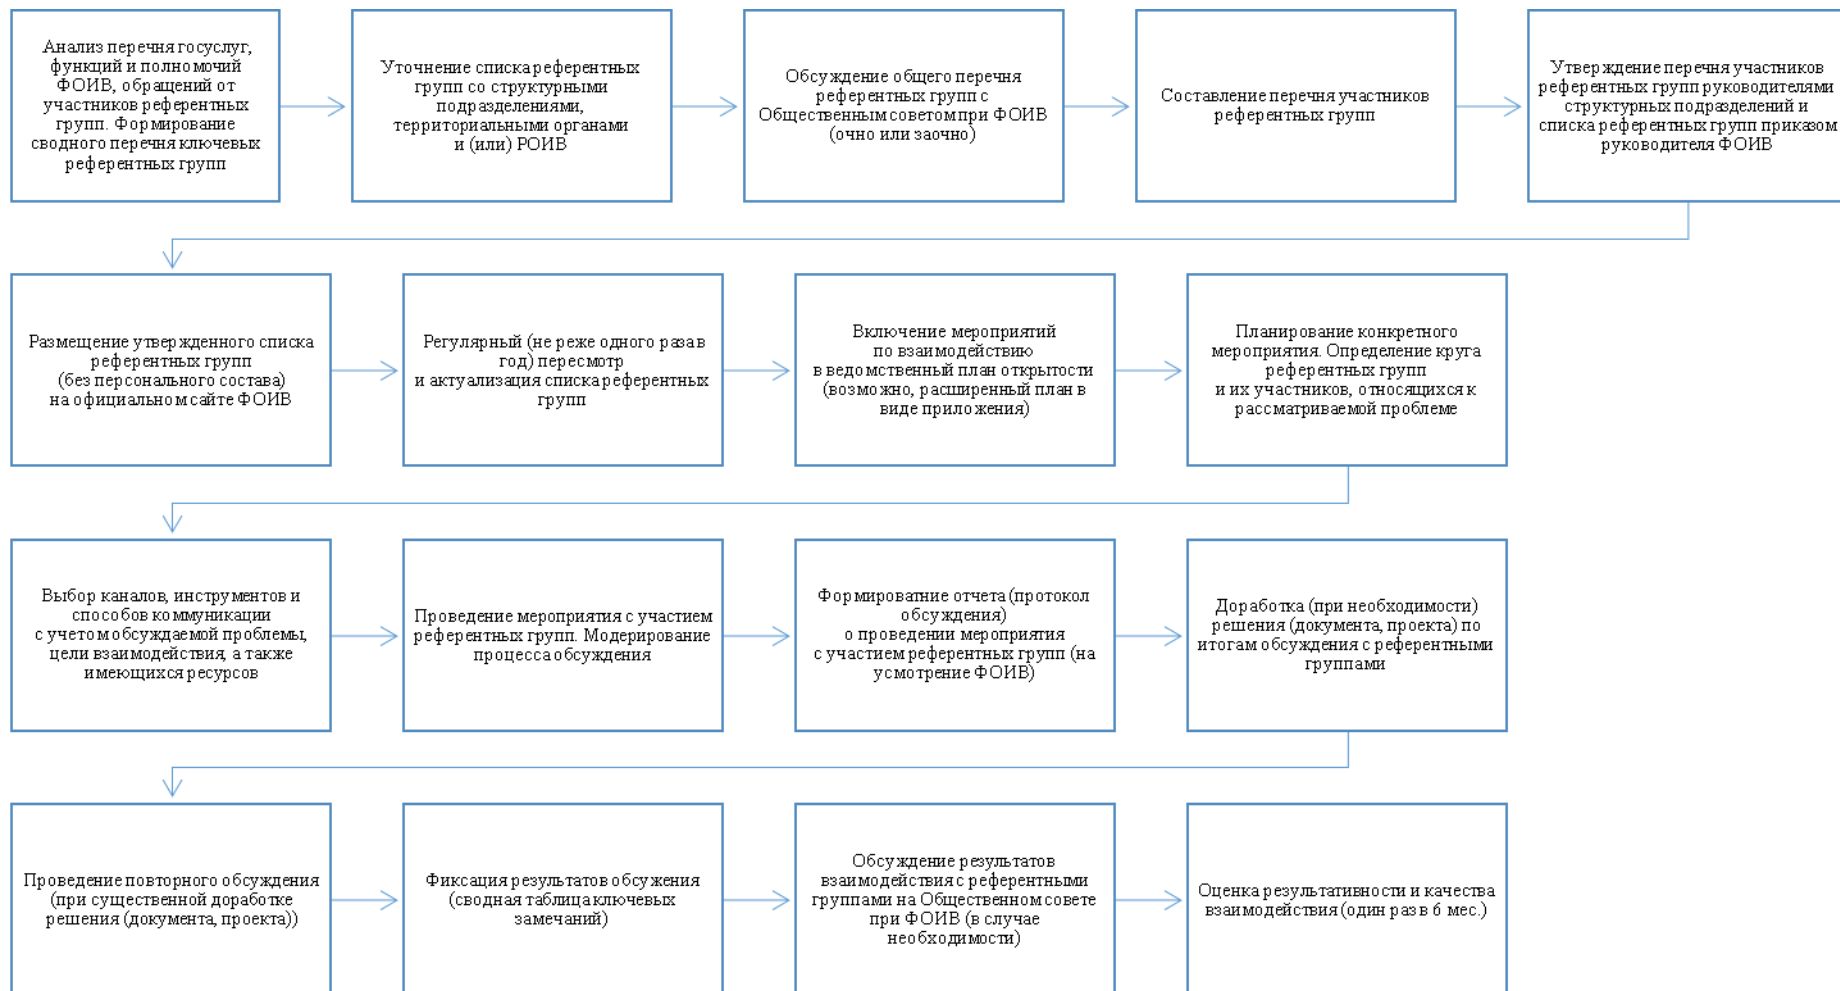 Анализ перечня госуслуг,
функций и полномочий
ФОИВ, обращений от
участников референтных
групп. Формирование
сводного перечня ключевых
референтных групп
Уточнение списка референтных
групп со структурными
подразделениями,
территориальными органами
и (или) РОИВ
Обсуждение общего перечня
референтных групп с
Общественным советом при ФОИВ
(очно или заочно)
Составление перечня участников
референтных групп
Утверждение перечня участников
референтных групп руководителями
структурных подразделений и
списка референтных групп приказом
руководителя ФОИВ
Размещение утвержденного списка
референтных групп
(без персонального состава)
на официальном сайте ФОИВ
Регулярный (не реже одного раза в
год) пересмотр
и актуализация списка референтных
групп
Включение мероприятий
по взаимодействию
в ведомственный план открытости
(возможно, расширенный план в
виде приложения)
Планирование конкретного
мероприятия. Определение круга
референтных групп
и их участников, относящихся к
рассматриваемой проблеме
Выбор каналов, инструментов и
способов коммуникации
с учетом обсуждаемой проблемы,
цели взаимодействия, а также
имеющихся ресурсов
Проведение мероприятия с участием
референтных групп. Модерирование
процесса обсуждения
Формироватние отчета (протокол
обсуждения)
о проведении мероприятия
с участием референтных групп (на
усмотрение ФОИВ)
Доработка (при необходимости)
решения (документа, проекта) по
итогам обсуждения с референтными
группами
Проведение повторного обсуждения
(при существенной доработке
решения (документа, проекта))
Фиксация результатов обсужения
(сводная таблица ключевых
замечаний)
Обсуждение результатов
взаимодействия с референтными
группами на Общественном совете
при ФОИВ (в случае
необходимости)
Оценка результативности и качества
взаимодействия (один раз в 6 мес.)